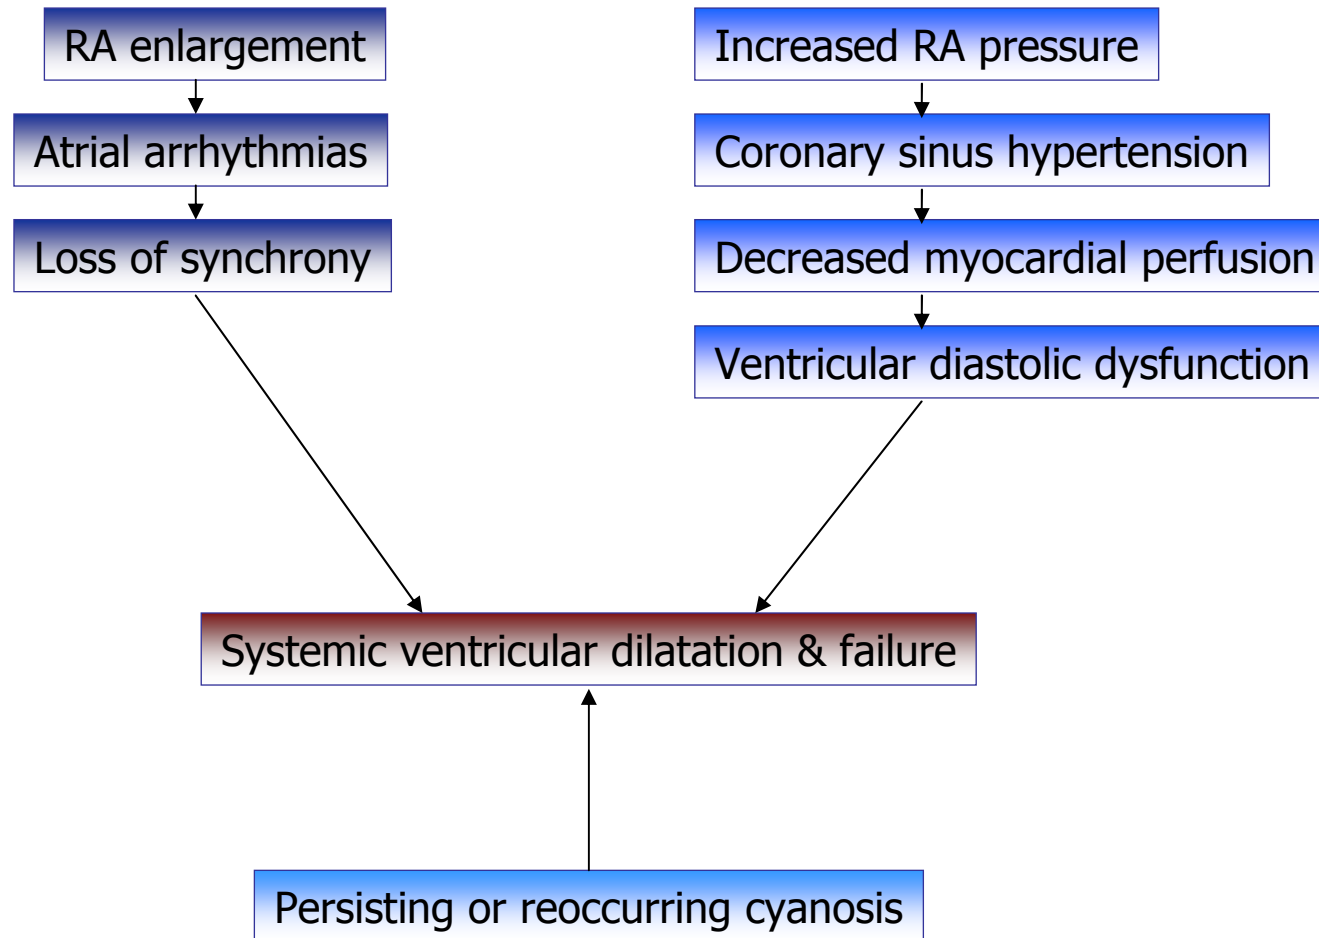 RA enlargement
Atrial arrhythmias
Loss of synchrony
Increased RA pressure
Coronary sinus hypertension
Decreased myocardial perfusion
Ventricular diastolic dysfunction
Systemic ventricular dilatation & failure
Persisting or reoccurring cyanosis